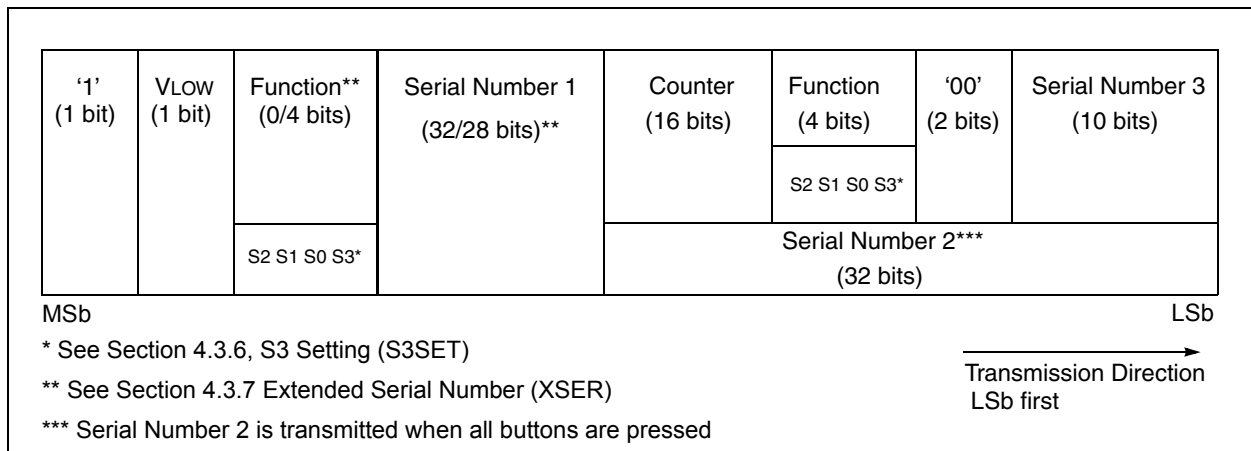 ‘1’
(1 bit)
VLOW
(1 bit)
Function**
(0/4 bits)
S2 S1 S0 S3*
Serial Number 1
(32/28 bits)**
Counter
(16 bits)
Function
(4 bits)
S2 S1 S0 S3*
‘00’
(2 bits)
Serial Number 3
(10 bits)
Serial Number 2***
(32 bits)
MSb
LSb
* See Section 4.3.6, S3 Setting (S3SET)
** See Section 4.3.7 Extended Serial Number (XSER)
*** Serial Number 2 is transmitted when all buttons are pressed
Transmission Direction
LSb first